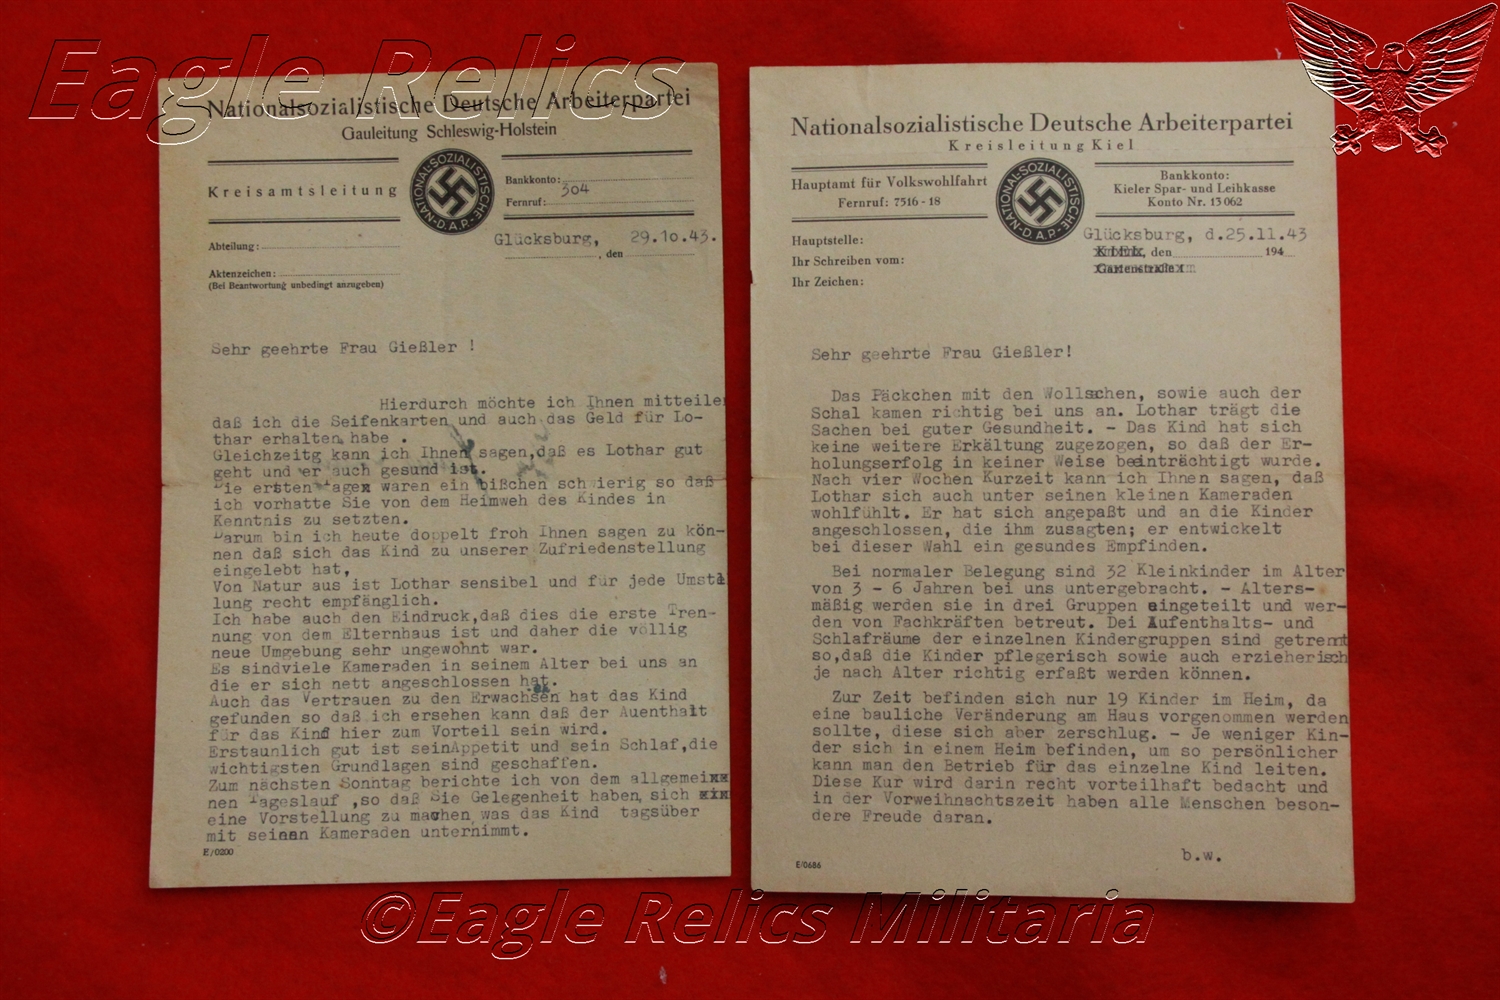 Eagle Relics
Nationalsozialistische Deutsche Arbeiterpartei
Gauleitung Schleswig-Holstein
Kreisamtsleitung
NATIONAL-SOZIALISTISCHE-D.A.P.
Bankkonto:
304
Fernruf:
Glücksburg, 29.10.43.
, den
Abteilung:
Aktenzeichen:
(Bei Beantwortung unbedingt anzugeben)
Sehr geehrte Frau Gießler !
Hierdurch möchte ich Ihnen mitteilen
daß ich die Seifenkarten und auch das Geld für Lo-
thar erhalten habe .
Gleichzeitg kann ich Ihnen sagen,daß es Lothar gut
geht und er auch gesund ist.
Die ersten Tagex waren ein bißchen schwierig so daß
ich vorhatte Sie von dem Heimweh des Kindes in
Kenntnis zu setzten.
Darum bin ich heute doppelt froh Ihnen sagen zu kön-
nen daß sich das Kind zu unserer Zufriedenstellung
eingelebt hat,
Von Natur aus ist Lothar sensibel und für jede Umstel
lung recht empfänglich.
Ich habe auch den Eindruck,daß dies die erste Tren-
nung von dem Elternhaus ist und daher die völlig
neue Umgebung sehr ungewohnt war.
Es sindviele Kameraden in seinem Alter bei uns an
die er sich nett angeschlossen hat.
Auch das Vertrauen zu den Erwachsen hat das Kind
gefunden so daß ich ersehen kann daß der Auenthalt
für das Kind hier zum Vorteil sein wird.
Erstaunlich gut ist seinAppetit und sein Schlaf,die
wichtigsten Grundlagen sind geschaffen.
Zum nächsten Sonntag berichte ich von dem allgemeixx
nen Tageslauf ,so daß Sie Gelegenheit haben, sich
eine Vorstellung zu machen was das Kind tagsüber
mit seinen Kameraden unternimmt.
E/0200
Nationalsozialistische Deutsche Arbeiterpartei
Kreisleitung Kiel
Hauptamt für Volkswohlfahrt
Fernruf: 7516 - 18
NATIONAL-SOZIALISTISCHE-D.A.P.
Bankkonto:
Kieler Spar- und Leihkasse
Konto Nr. 13 062
Glücksburg, d.25.11.43
Hauptstelle:
Ihr Schreiben vom:
Ihr Zeichen:
, den 194
Sehr geehrte Frau Gießler!
Das Päckchen mit den Wollschen, sowie auch der
Schal kamen richtig bei uns an. Lothar trägt die
Sachen bei guter Gesundheit. - Das Kind hat sich
keine weitere Erkältung zugezogen, so daß der Er-
holungserfolg in keiner Weise beeinträchtigt wurde.
Nach vier Wochen Kurzeit kann ich Ihnen sagen, daß
Lothar sich auch unter seinen kleinen Kameraden
wohlfühlt. Er hat sich angepaßt und an die Kinder
angeschlossen, die ihm zusagten; er entwickelt
bei dieser Wahl ein gesundes Empfinden.
Bei normaler Belegung sind 32 Kleinkinder im Alter
von 3 - 6 Jahren bei uns untergebracht. - Alters-
mäßig werden sie in drei Gruppen eingeteilt und wer-
den von Fachkräften betreut. Dei Aufenthalts- und
Schlafräume der einzelnen Kindergruppen sind getrennt
so,daß die Kinder pflegerisch sowie auch erzieherisch
je nach Alter richtig erfaßt werden können.
Zur Zeit befinden sich nur 19 Kinder im Heim, da
eine bauliche Veränderung am Haus vorgenommen werden
sollte, diese sich aber zerschlug. - Je weniger Kin-
der sich in einem Heim befinden, um so persönlicher
kann man den Betrieb für das einzelne Kind leiten.
Diese Kur wird darin recht vorteilhaft bedacht und
in der Vorweihnachtszeit haben alle Menschen beson-
dere Freude daran.
b.w.
E/0686
©Eagle Relics Militaria